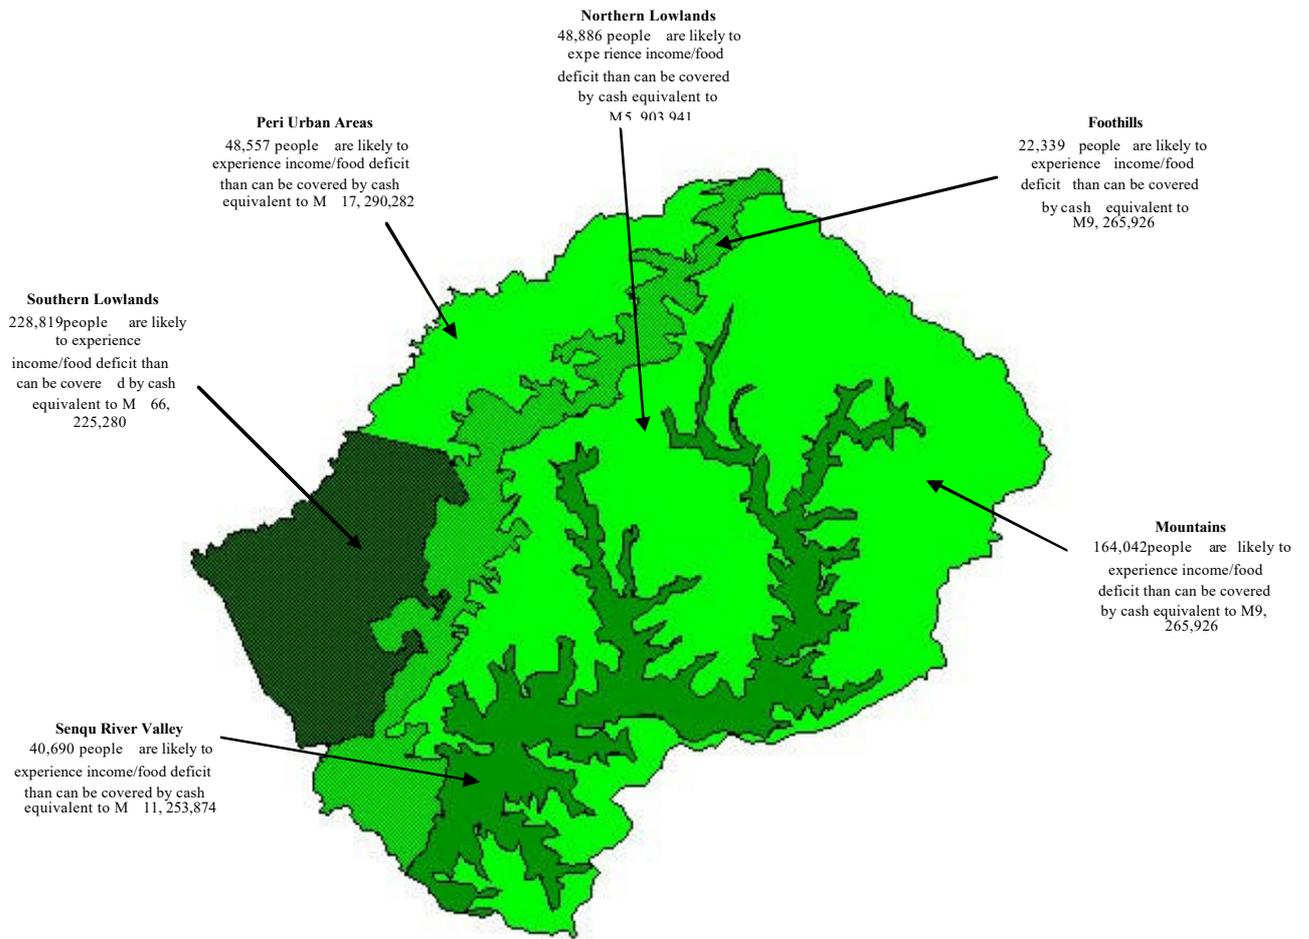 Northern Lowlands
48,886 people are likely to
expe rience income/food
deficit than can be covered
by cash equivalent to
M 5, 903,941
Peri Urban Areas
48,557 people are likely to
experience income/food deficit
than can be covered by cash
equivalent to M 17, 290,282
Foothills
22,339 people are likely to
experience income/food
deficit than can be covered
by cash equivalent to
M9, 265,926
Southern Lowlands
228,819people are likely
to experience
income/food deficit than
can be covere d by cash
equivalent to M 66,
225,280
Mountains
164,042people are likely to
experience income/food
deficit than can be covered
by cash equivalent to M9,
265,926
Senqu River Valley
40,690 people are likely to
experience income/food deficit
than can be covered by cash
equivalent to M 11, 253,874